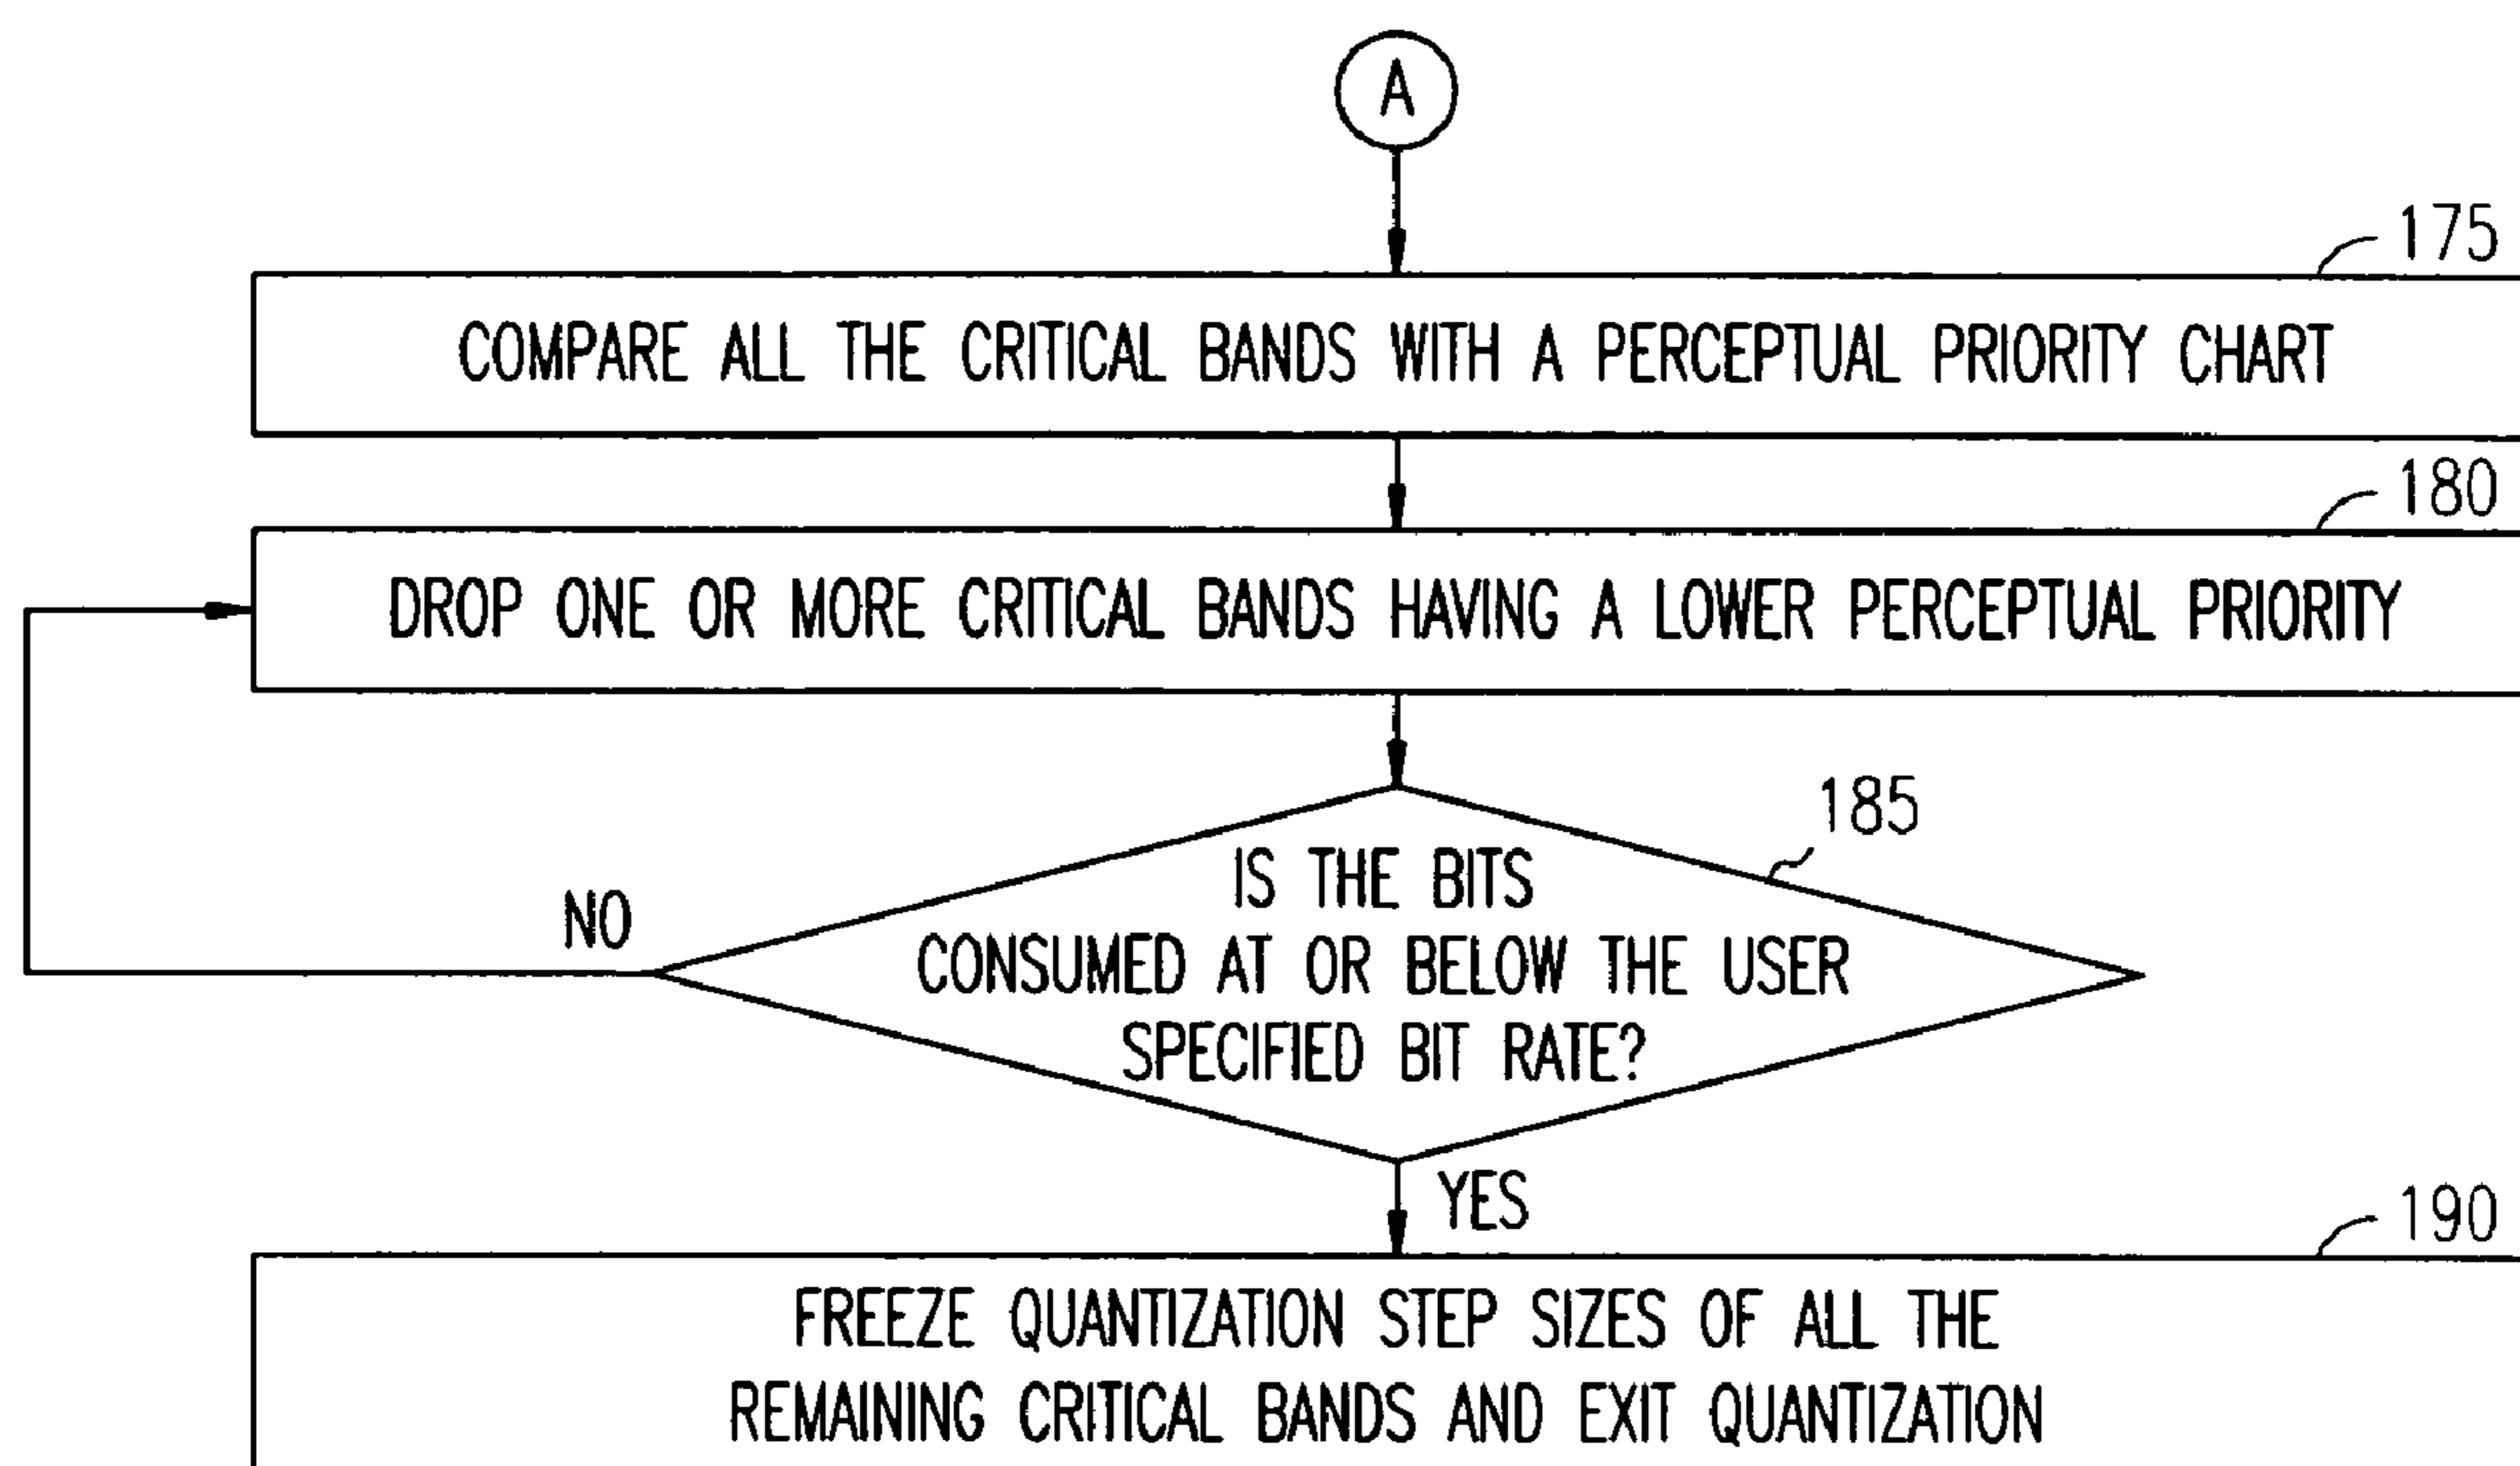 A
175
COMPARE ALL THE CRITICAL BANDS WITH A PERCEPTUAL PRIORITY CHART
180
DROP ONE OR MORE CRITICAL BANDS HAVING A LOWER PERCEPTUAL PRIORITY
185
IS THE BITS
CONSUMED AT OR BELOW THE USER
SPECIFIED BIT RATE?
NO
YES
190
FREEZE QUANTIZATION STEP SIZES OF ALL THE
REMAINING CRITICAL BANDS AND EXIT QUANTIZATION